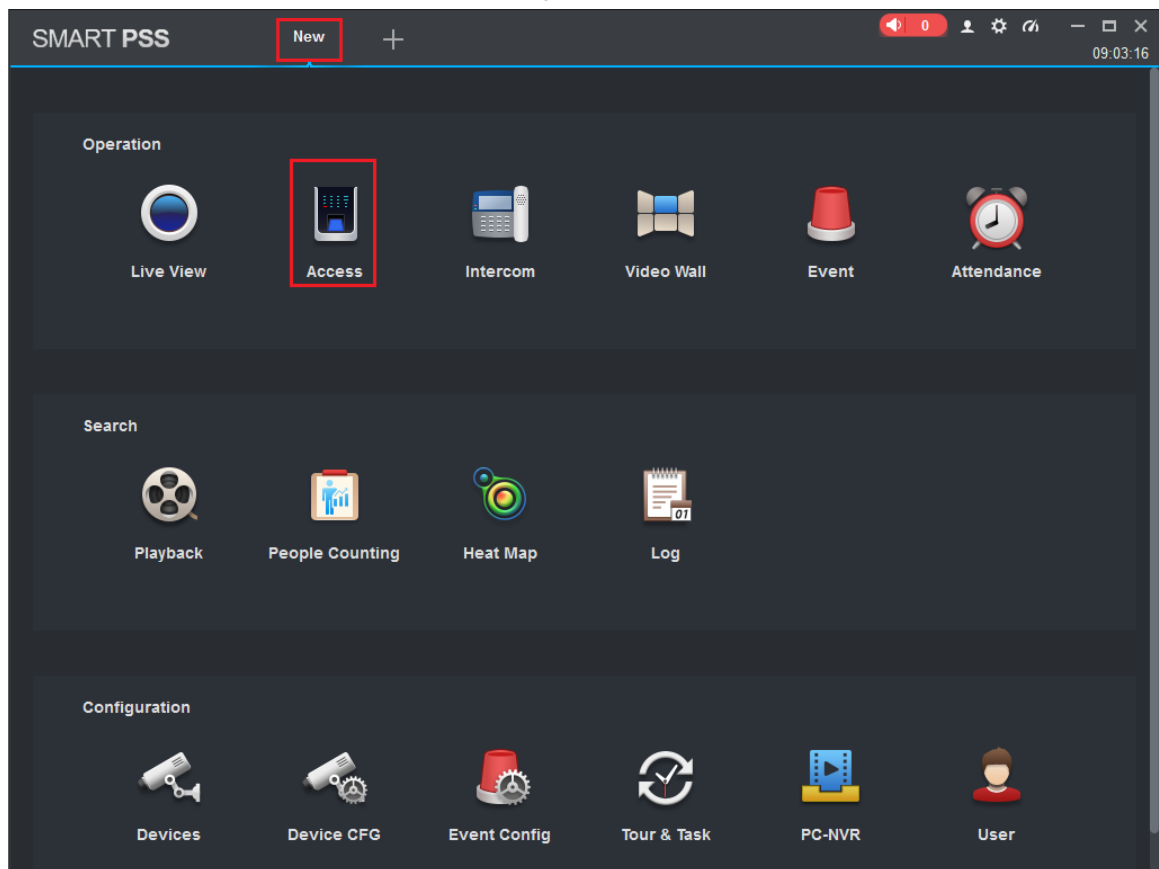 SMART PSS New + 0
09:03:16
Operation
Live View Access Intercom Video Wall Event Attendance
Search
01
Playback People Counting Heat Map Log
Configuration
Devices Device CFG Event Config Tour & Task PC-NVR User